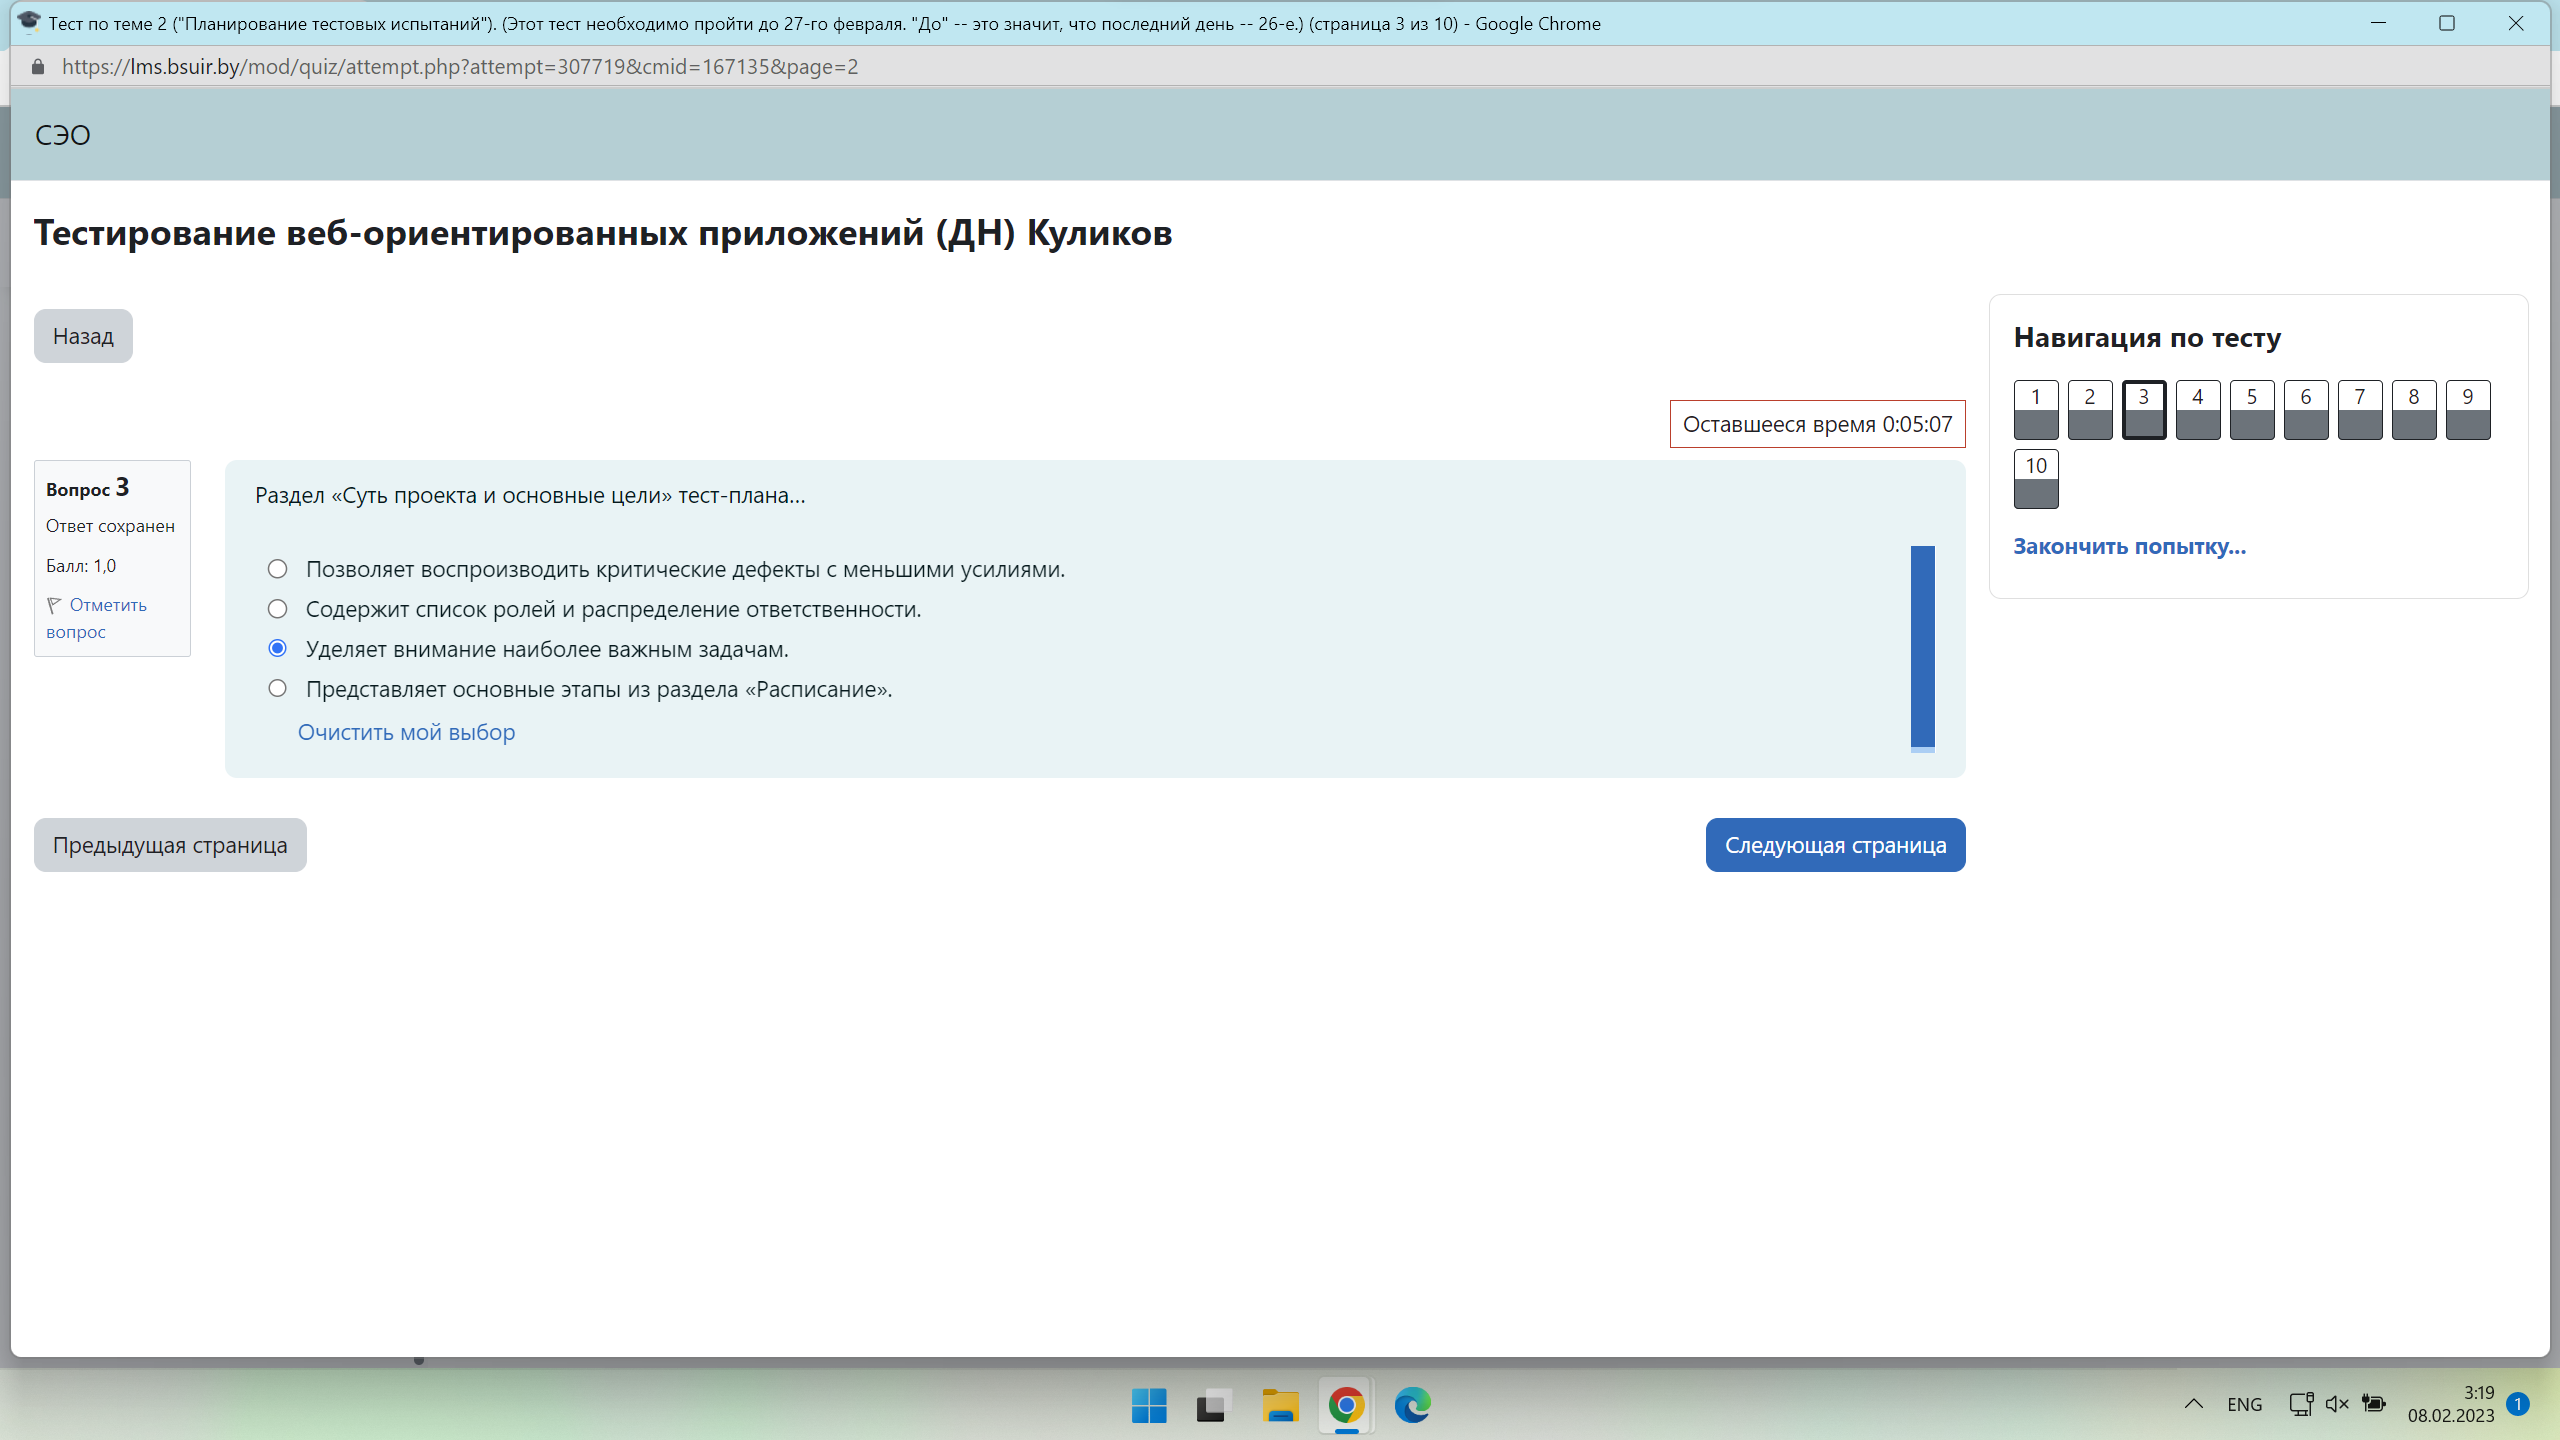 Тест по теме 2 ("Планирование тестовых испытаний"). (Этот тест необходимо пройти до 27-го февраля. "До" -- это значит, что последний день -- 26-е.) (страница 3 из 10) - Google Chrome
https://lms.bsuir.by/mod/quiz/attempt.php?attempt=307719&cmid=167135&page=2
СЭО
Тестирование веб-ориентированных приложений (ДН) Куликов
Назад
Навигация по тесту
1 2 3 4 5 6 7 8 9
10
Закончить попытку...
Оставшееся время 0:05:07
Вопрос 3
Ответ сохранен
Балл: 1,0
Отметить
вопрос
Раздел «Суть проекта и основные цели» тест-плана...
Позволяет воспроизводить критические дефекты с меньшими усилиями.
Содержит список ролей и распределение ответственности.
Уделяет внимание наиболее важным задачам.
Представляет основные этапы из раздела «Расписание».
Очистить мой выбор
Предыдущая страница
Следующая страница
ENG
3:19
08.02.2023
1